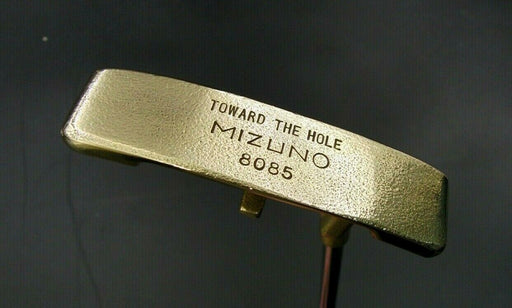 TOWARD THE HOLE
MIZUNO
8085